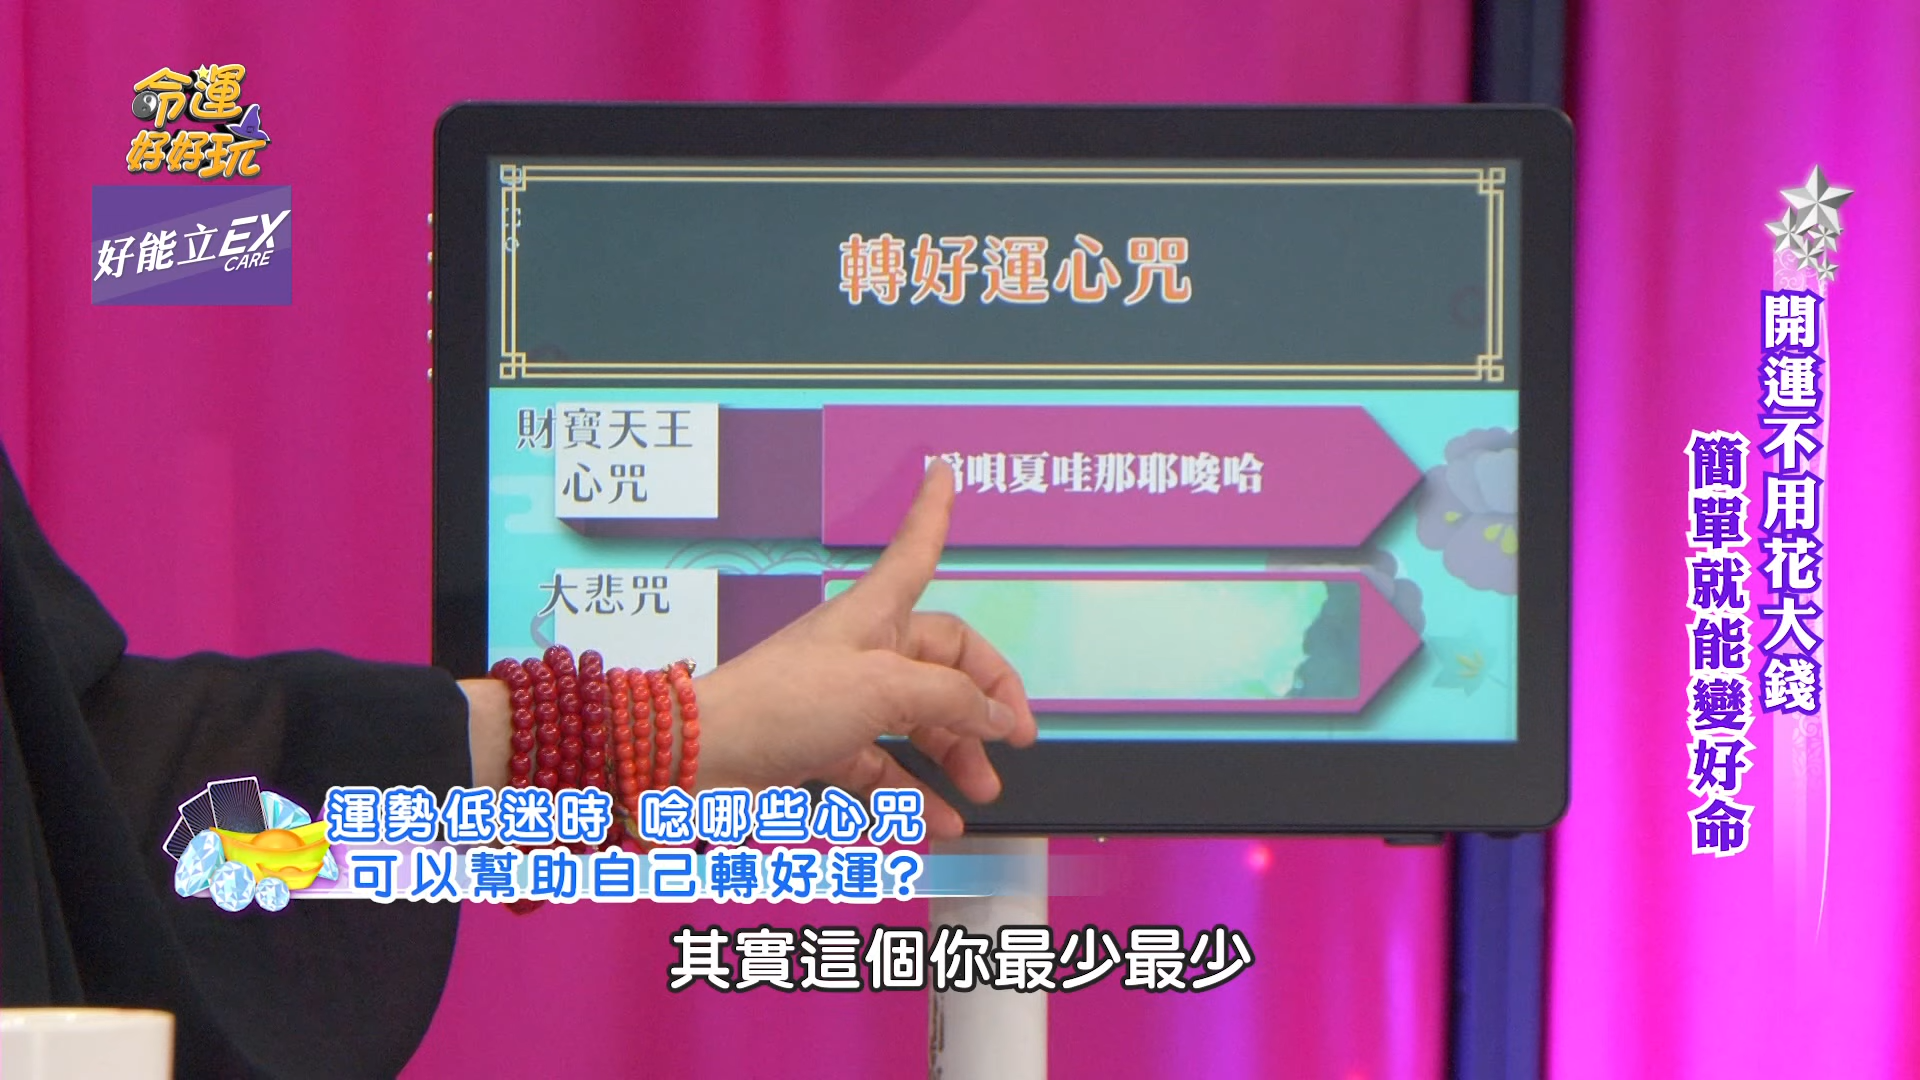 命運
好好玩
好能立EX
CARE
轉好運心咒
財寶天王
心咒
唄夏哇那耶唆哈
大悲咒
開運不用花大錢
簡單就能變好命
運勢低迷時 唸哪些心咒
可以幫助自己轉好運?
其實這個你最少最少